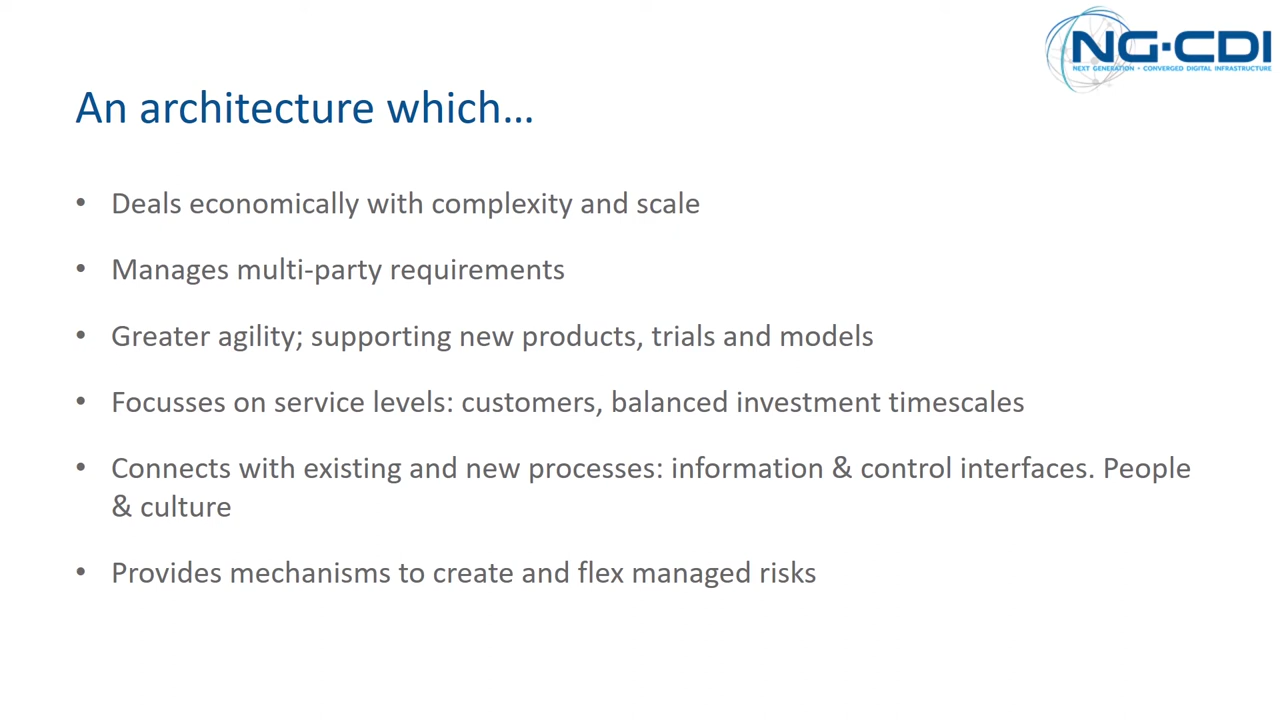 NG·CDI
NEXT GENERATION • CONVERGED DIGITAL INFRASTRUCTURE
An architecture which…
• Deals economically with complexity and scale
• Manages multi-party requirements
• Greater agility; supporting new products, trials and models
• Focusses on service levels: customers, balanced investment timescales
• Connects with existing and new processes: information & control interfaces. People
& culture
• Provides mechanisms to create and flex managed risks